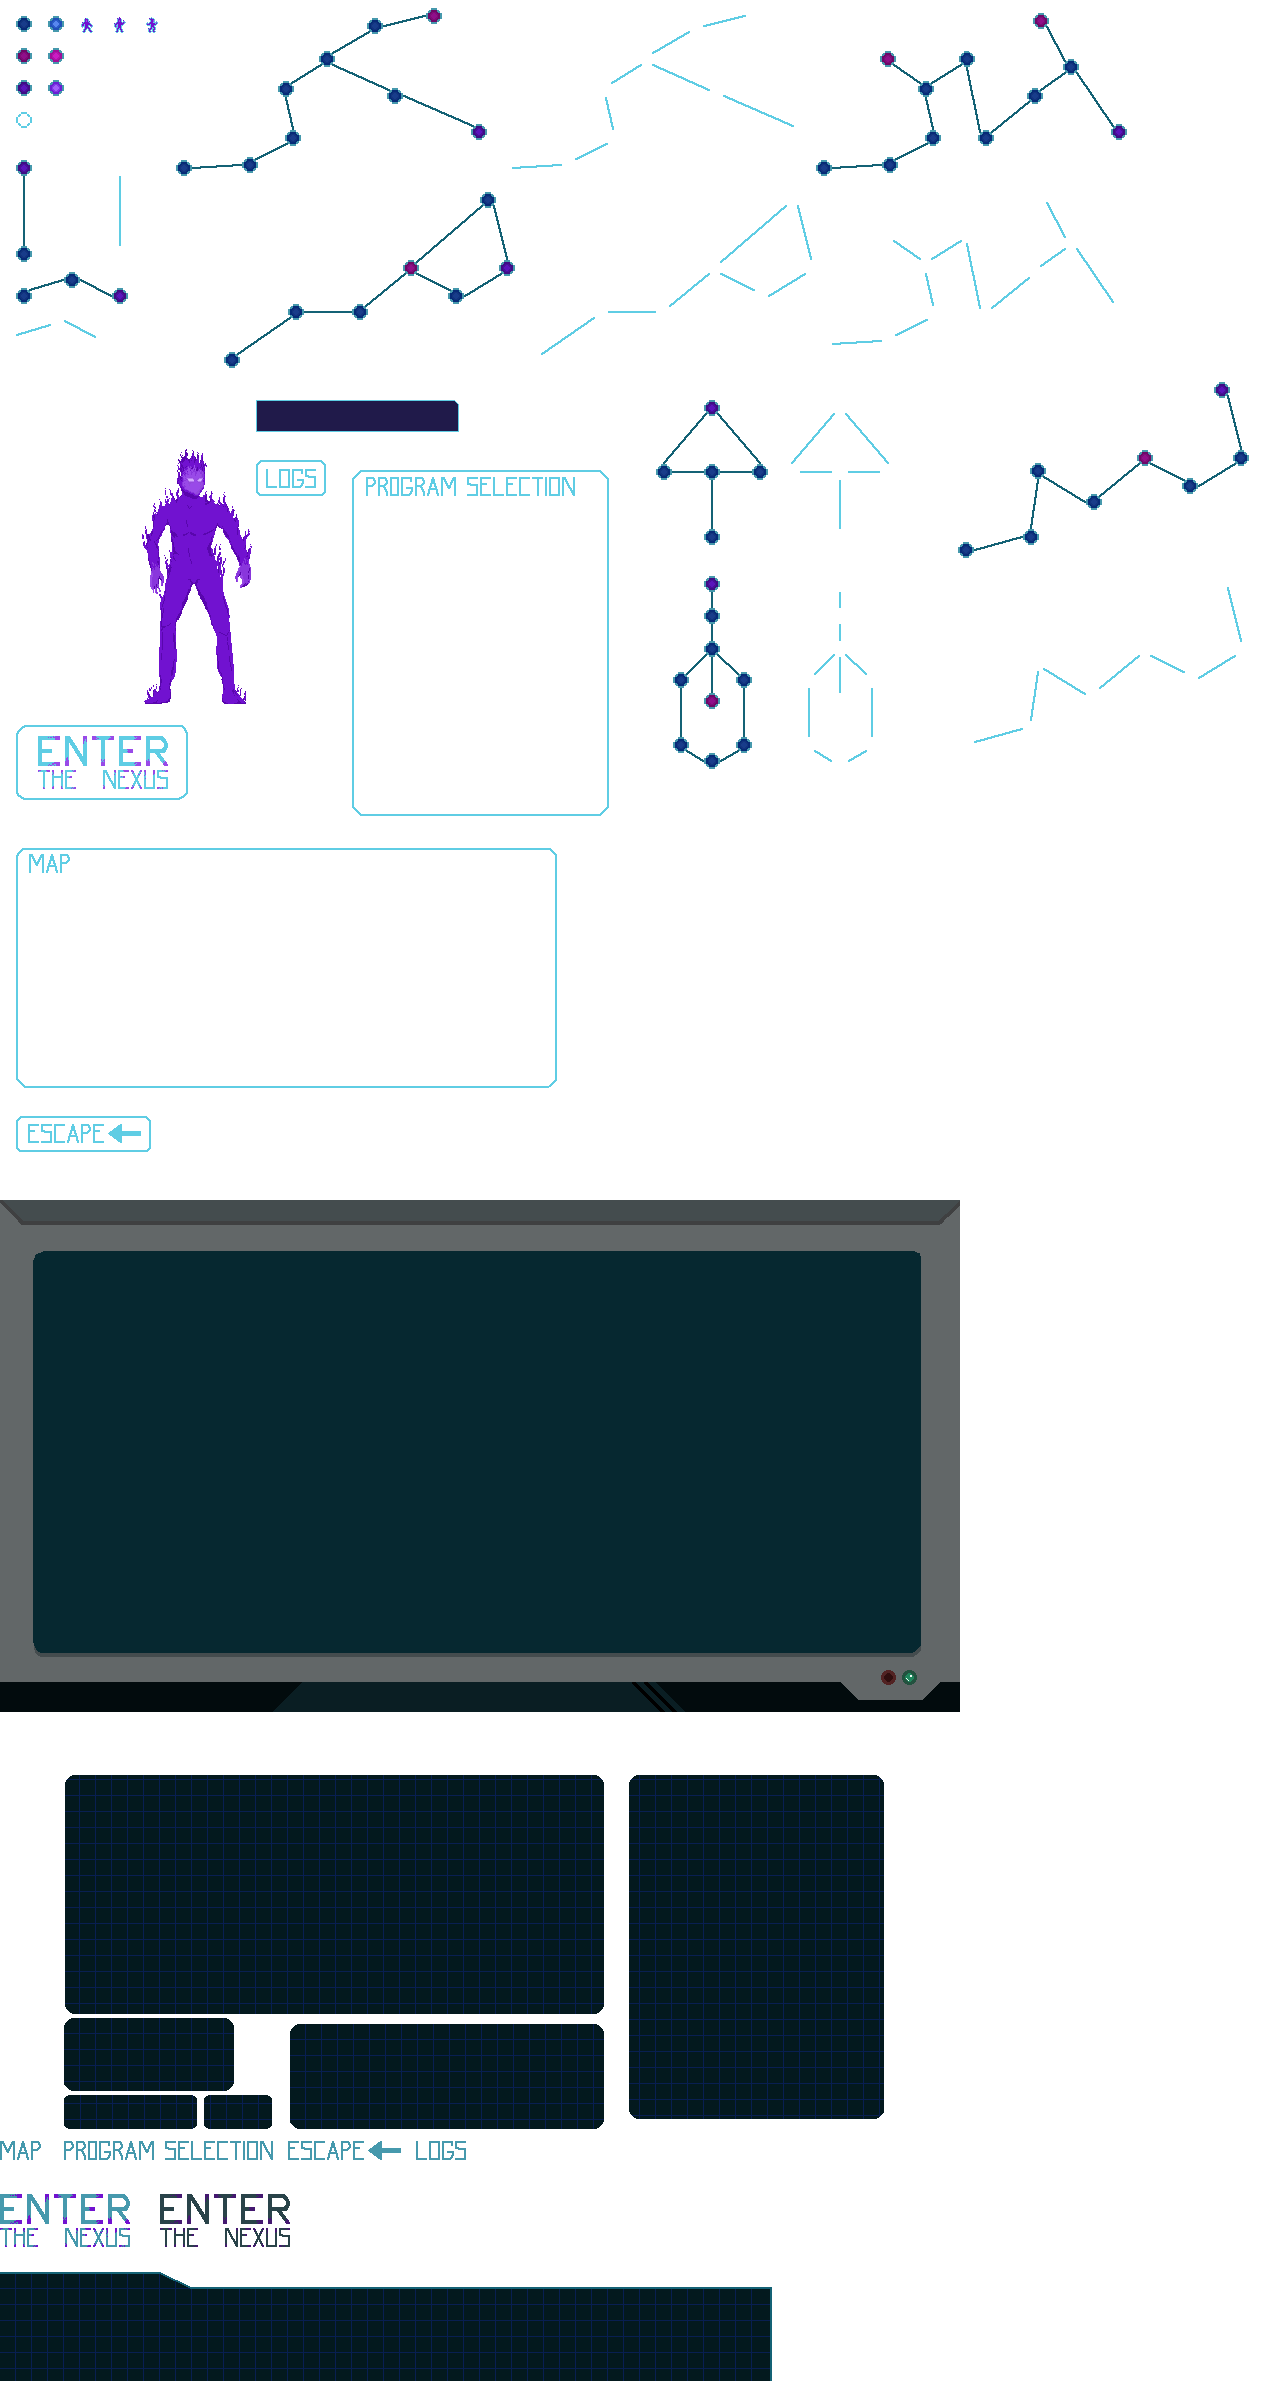 LOGS
PROGRAM SELECTION
ENTER
THE NEXUS
MAP
ESCAPE
MAP PROGRAM SELECTION ESCAPE LOGS
ENTER ENTER
THE NEXUS THE NEXUS